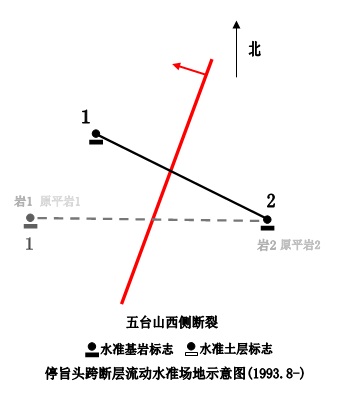 北
1
2
岩1 原平岩1
1
岩2 原平岩2
五台山西侧断裂
水准基岩标志 水准土层标志
停旨头跨断层流动水准场地示意图(1993.8-)